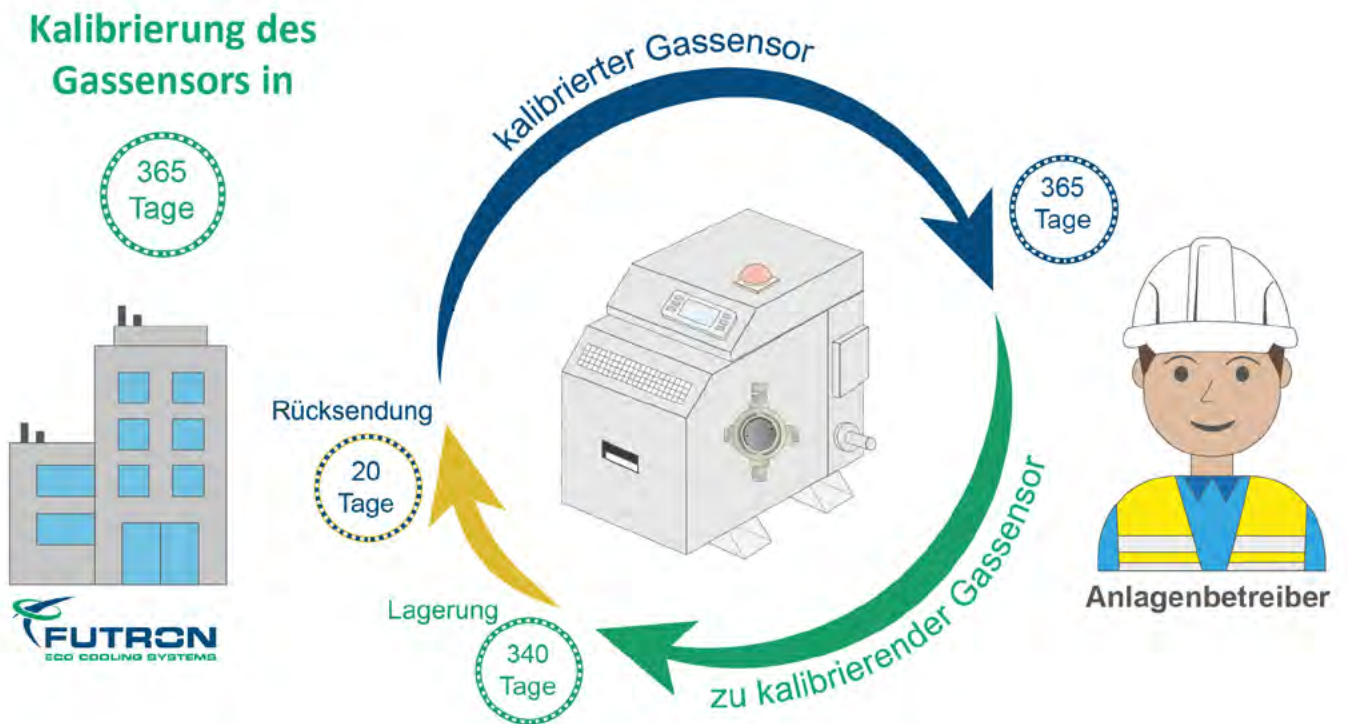 Kalibrierung des
Gassensors in
365
Tage
kalibrierter Gassensor
365
Tage
Rücksendung
20
Tage
Lagerung
340
Tage
zu kalibrierender Gassensor
Anlagenbetreiber
FUTRON
ECO COOLING SYSTEMS